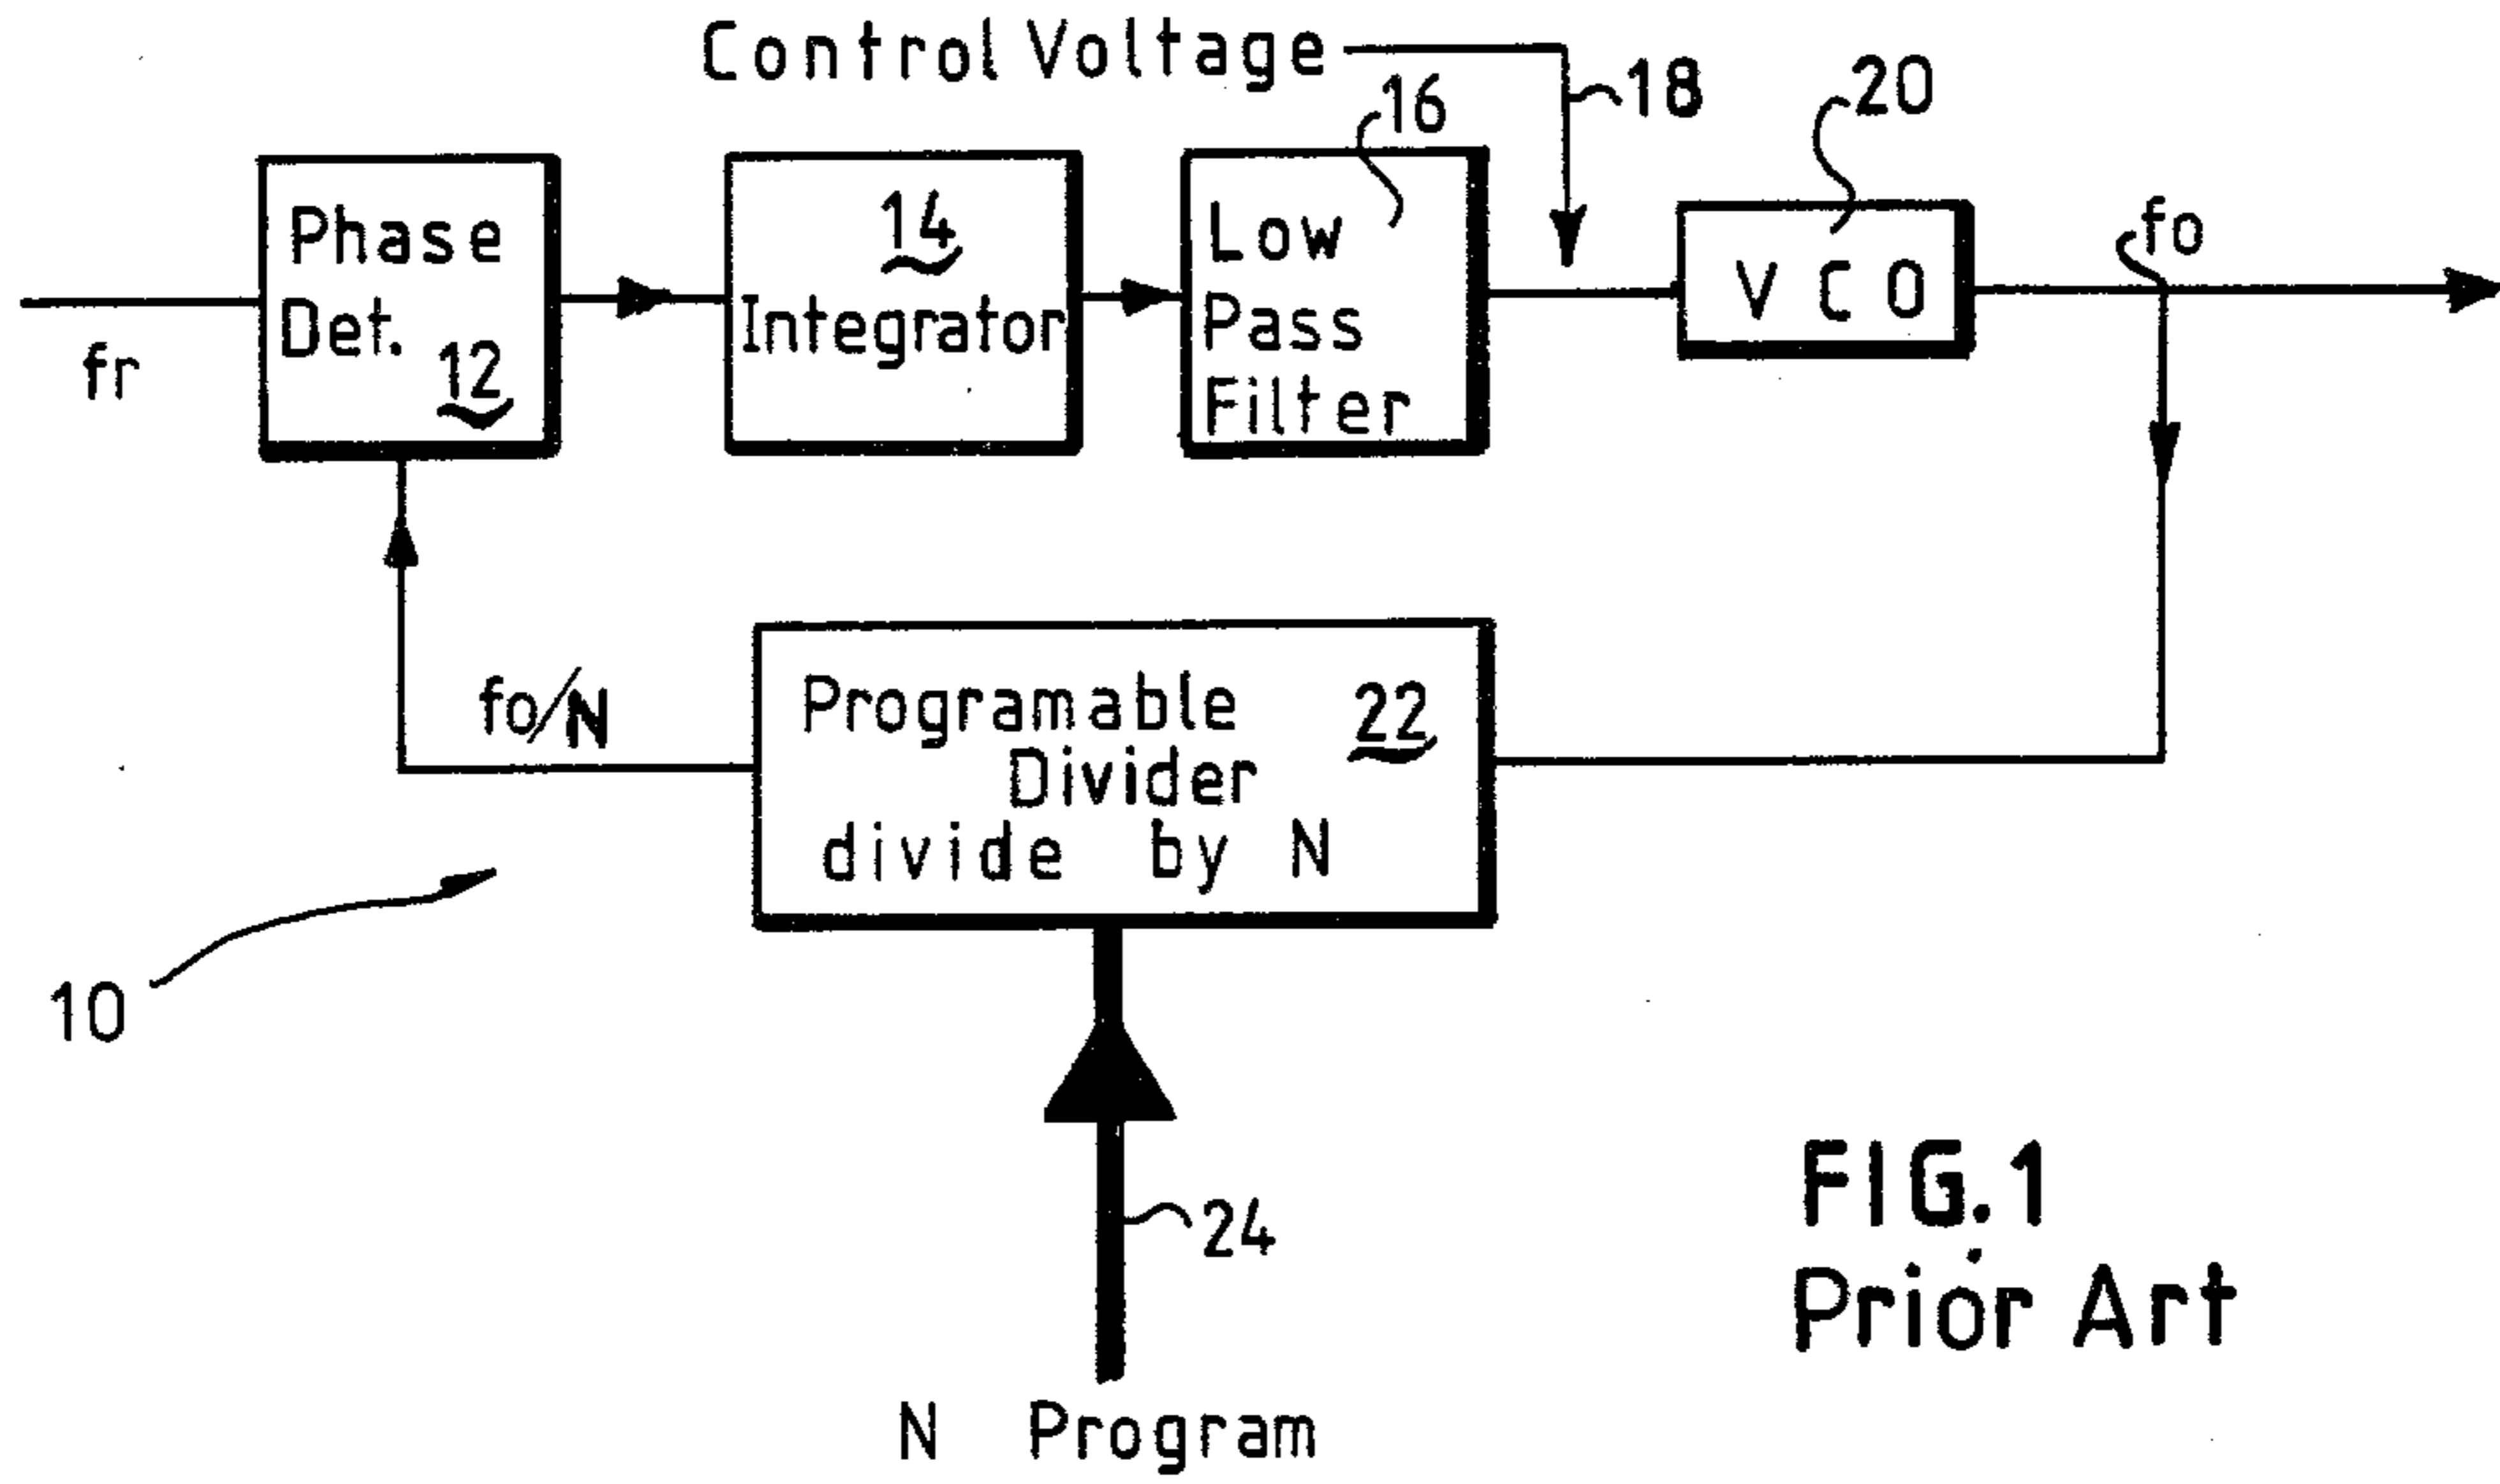 Control Voltage
18
20
16
Phase
Det.
12
14
Integrator
Low
Pass
Filter
VCO
fo
fr
fo/N
Programable
Divider
divide by N
22
10
24
N Program
FIG.1
Prior Art